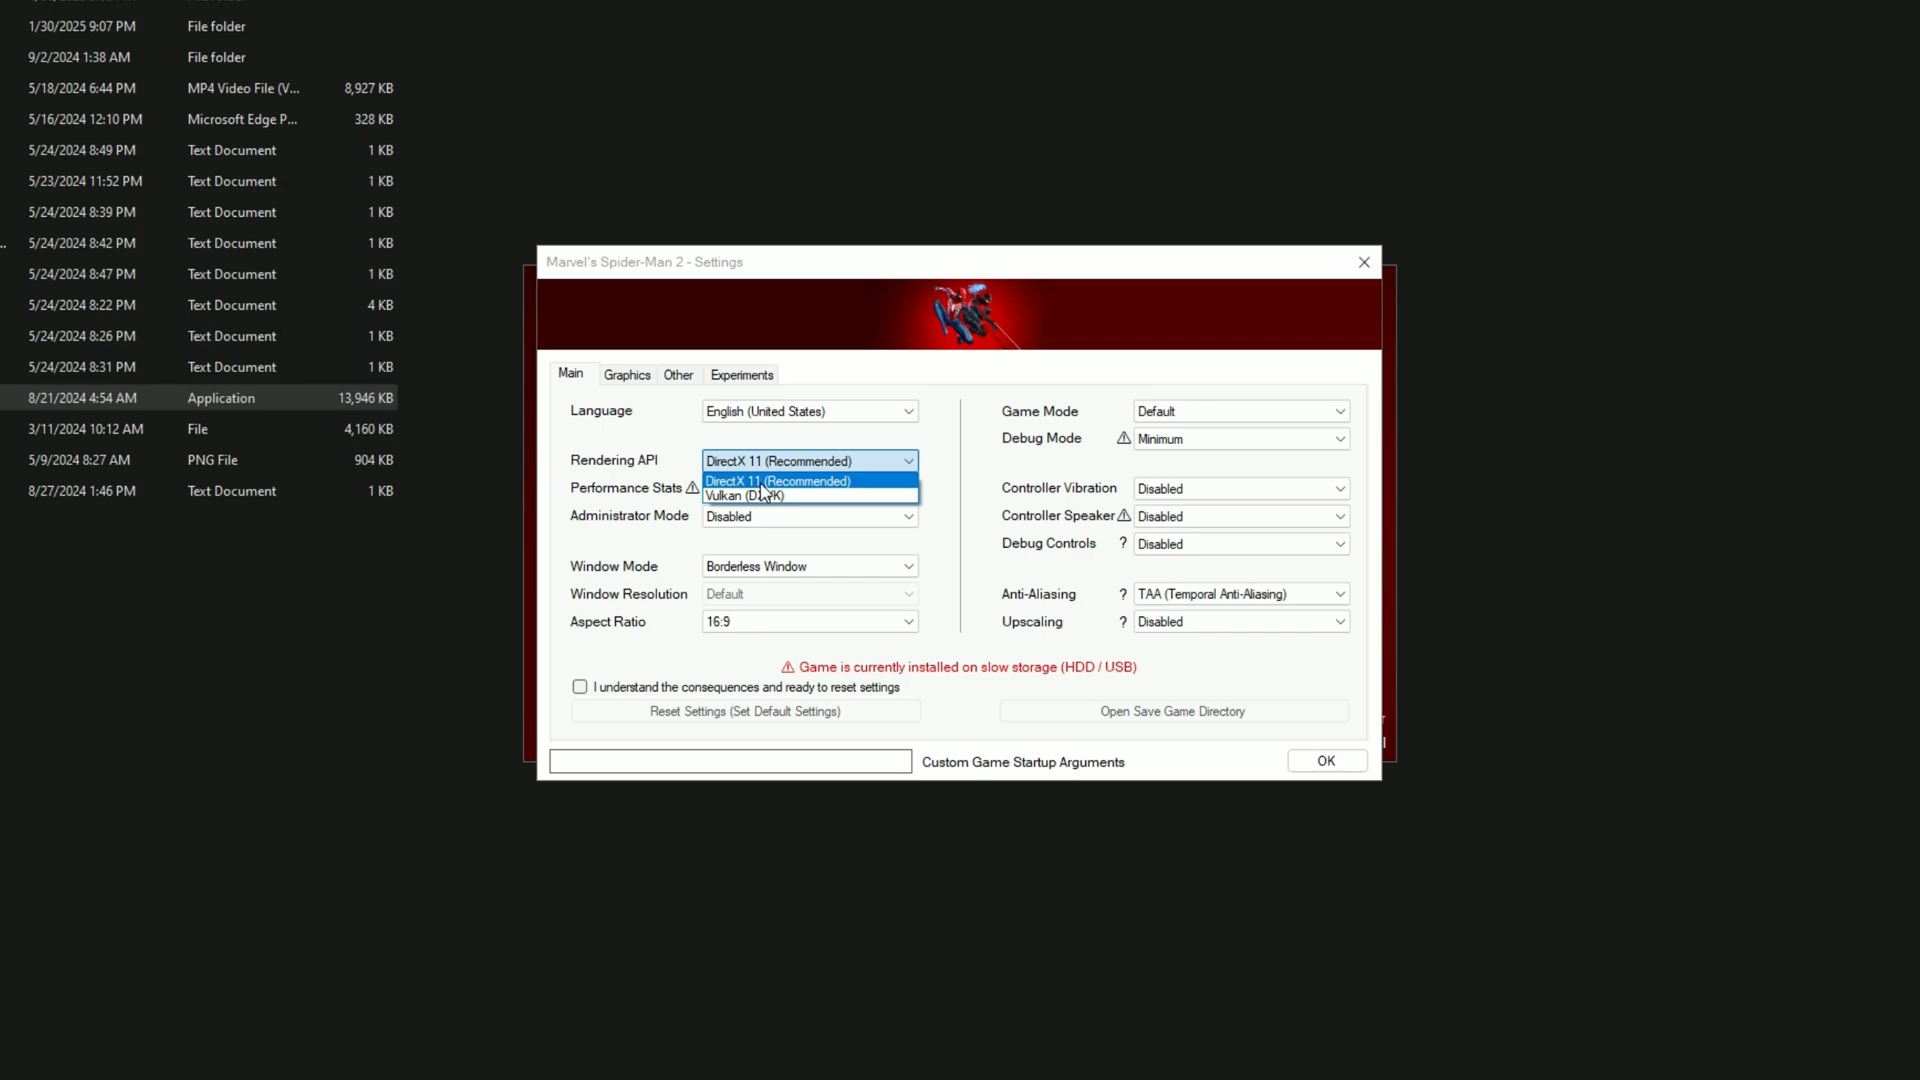 1/30/2025 9:07 PM File folder
9/2/2024 1:38 AM File folder
5/18/2024 6:44 PM MP4 Video File (V... 8,927 KB
5/16/2024 12:10 PM Microsoft Edge P... 328 KB
5/24/2024 8:49 PM Text Document 1 KB
5/23/2024 11:52 PM Text Document 1 KB
5/24/2024 8:39 PM Text Document 1 KB
... 5/24/2024 8:42 PM Text Document 1 KB
5/24/2024 8:47 PM Text Document 1 KB
5/24/2024 8:22 PM Text Document 4 KB
5/24/2024 8:26 PM Text Document 1 KB
5/24/2024 8:31 PM Text Document 1 KB
8/21/2024 4:54 AM Application 13,946 KB
3/11/2024 10:12 AM File 4,160 KB
5/9/2024 8:27 AM PNG File 904 KB
8/27/2024 1:46 PM Text Document 1 KB
Marvel's Spider-Man 2 - Settings
Main Graphics Other Experiments
Language English (United States)
Rendering API DirectX 11 (Recommended)
DirectX 11 (Recommended)
Performance Stats
Vulkan
Administrator Mode Disabled
Window Mode Borderless Window
Window Resolution Default
Aspect Ratio 16:9
Game Mode Default
Debug Mode Minimum
Controller Vibration Disabled
Controller Speaker Disabled
Debug Controls ? Disabled
Anti-Aliasing ? TAA (Temporal Anti-Aliasing)
Upscaling ? Disabled
Game is currently installed on slow storage (HDD / USB)
I understand the consequences and ready to reset settings
Reset Settings (Set Default Settings) Open Save Game Directory
Custom Game Startup Arguments OK